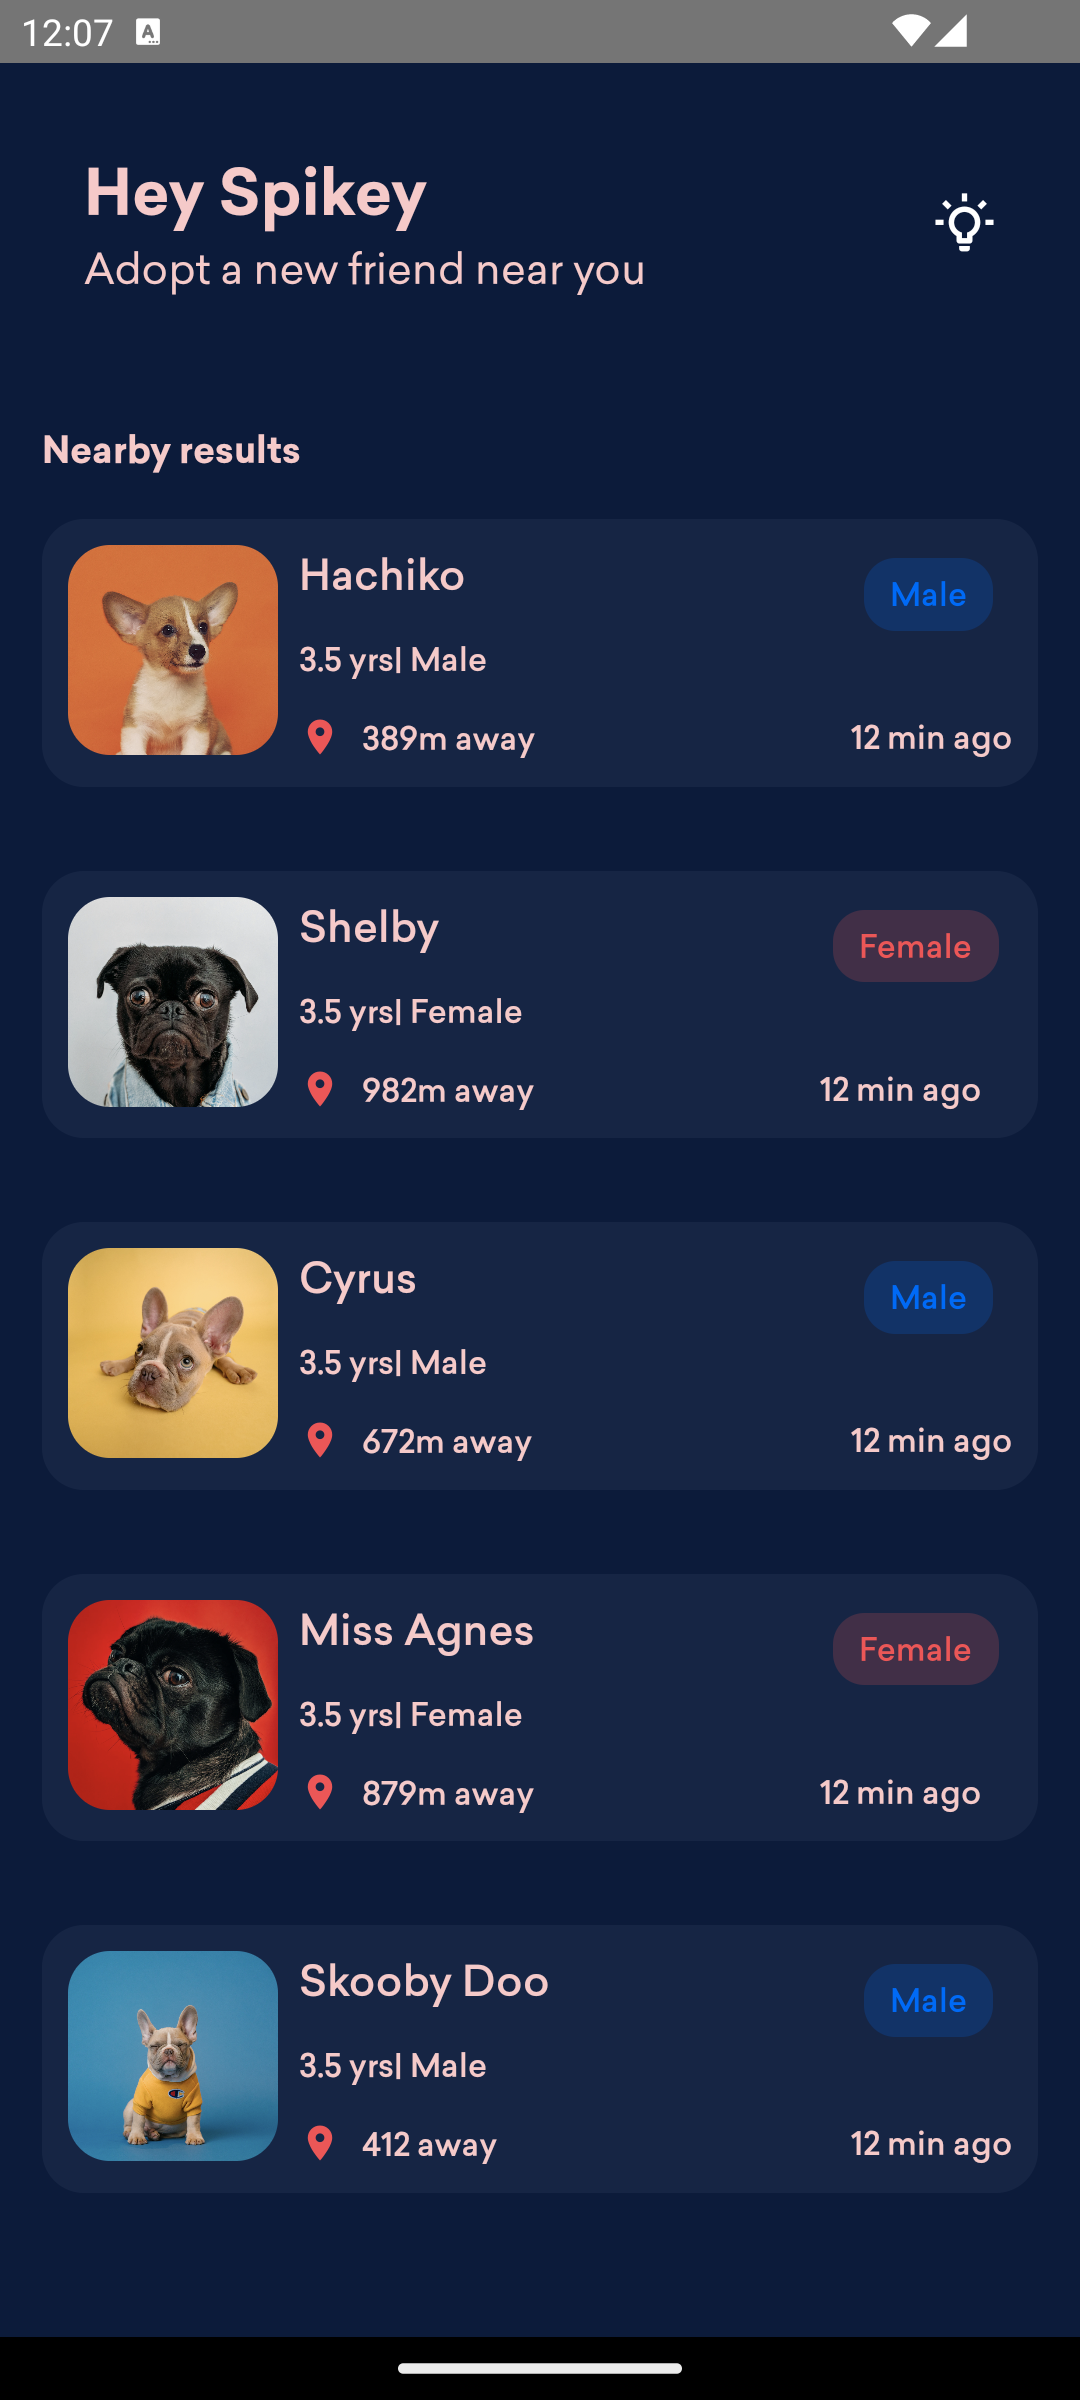 12:07
Hey Spikey
Adopt a new friend near you
Nearby results
Hachiko
Male
3.5 yrs| Male
389m away
12 min ago
Shelby
Female
3.5 yrs| Female
982m away
12 min ago
Cyrus
Male
3.5 yrs| Male
672m away
12 min ago
Miss Agnes
Female
3.5 yrs| Female
879m away
12 min ago
Skooby Doo
Male
3.5 yrs| Male
412 away
12 min ago